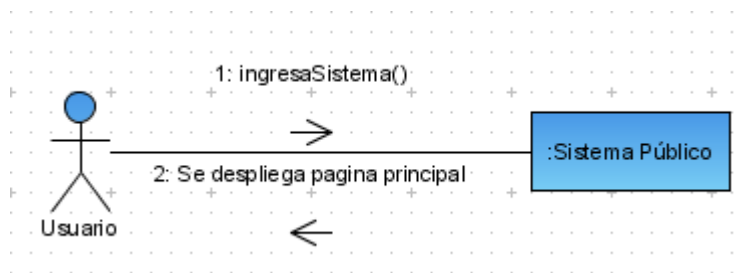 1: ingresaSistema()
:Sistema Público
2: Se despliega pagina principal
Usuario